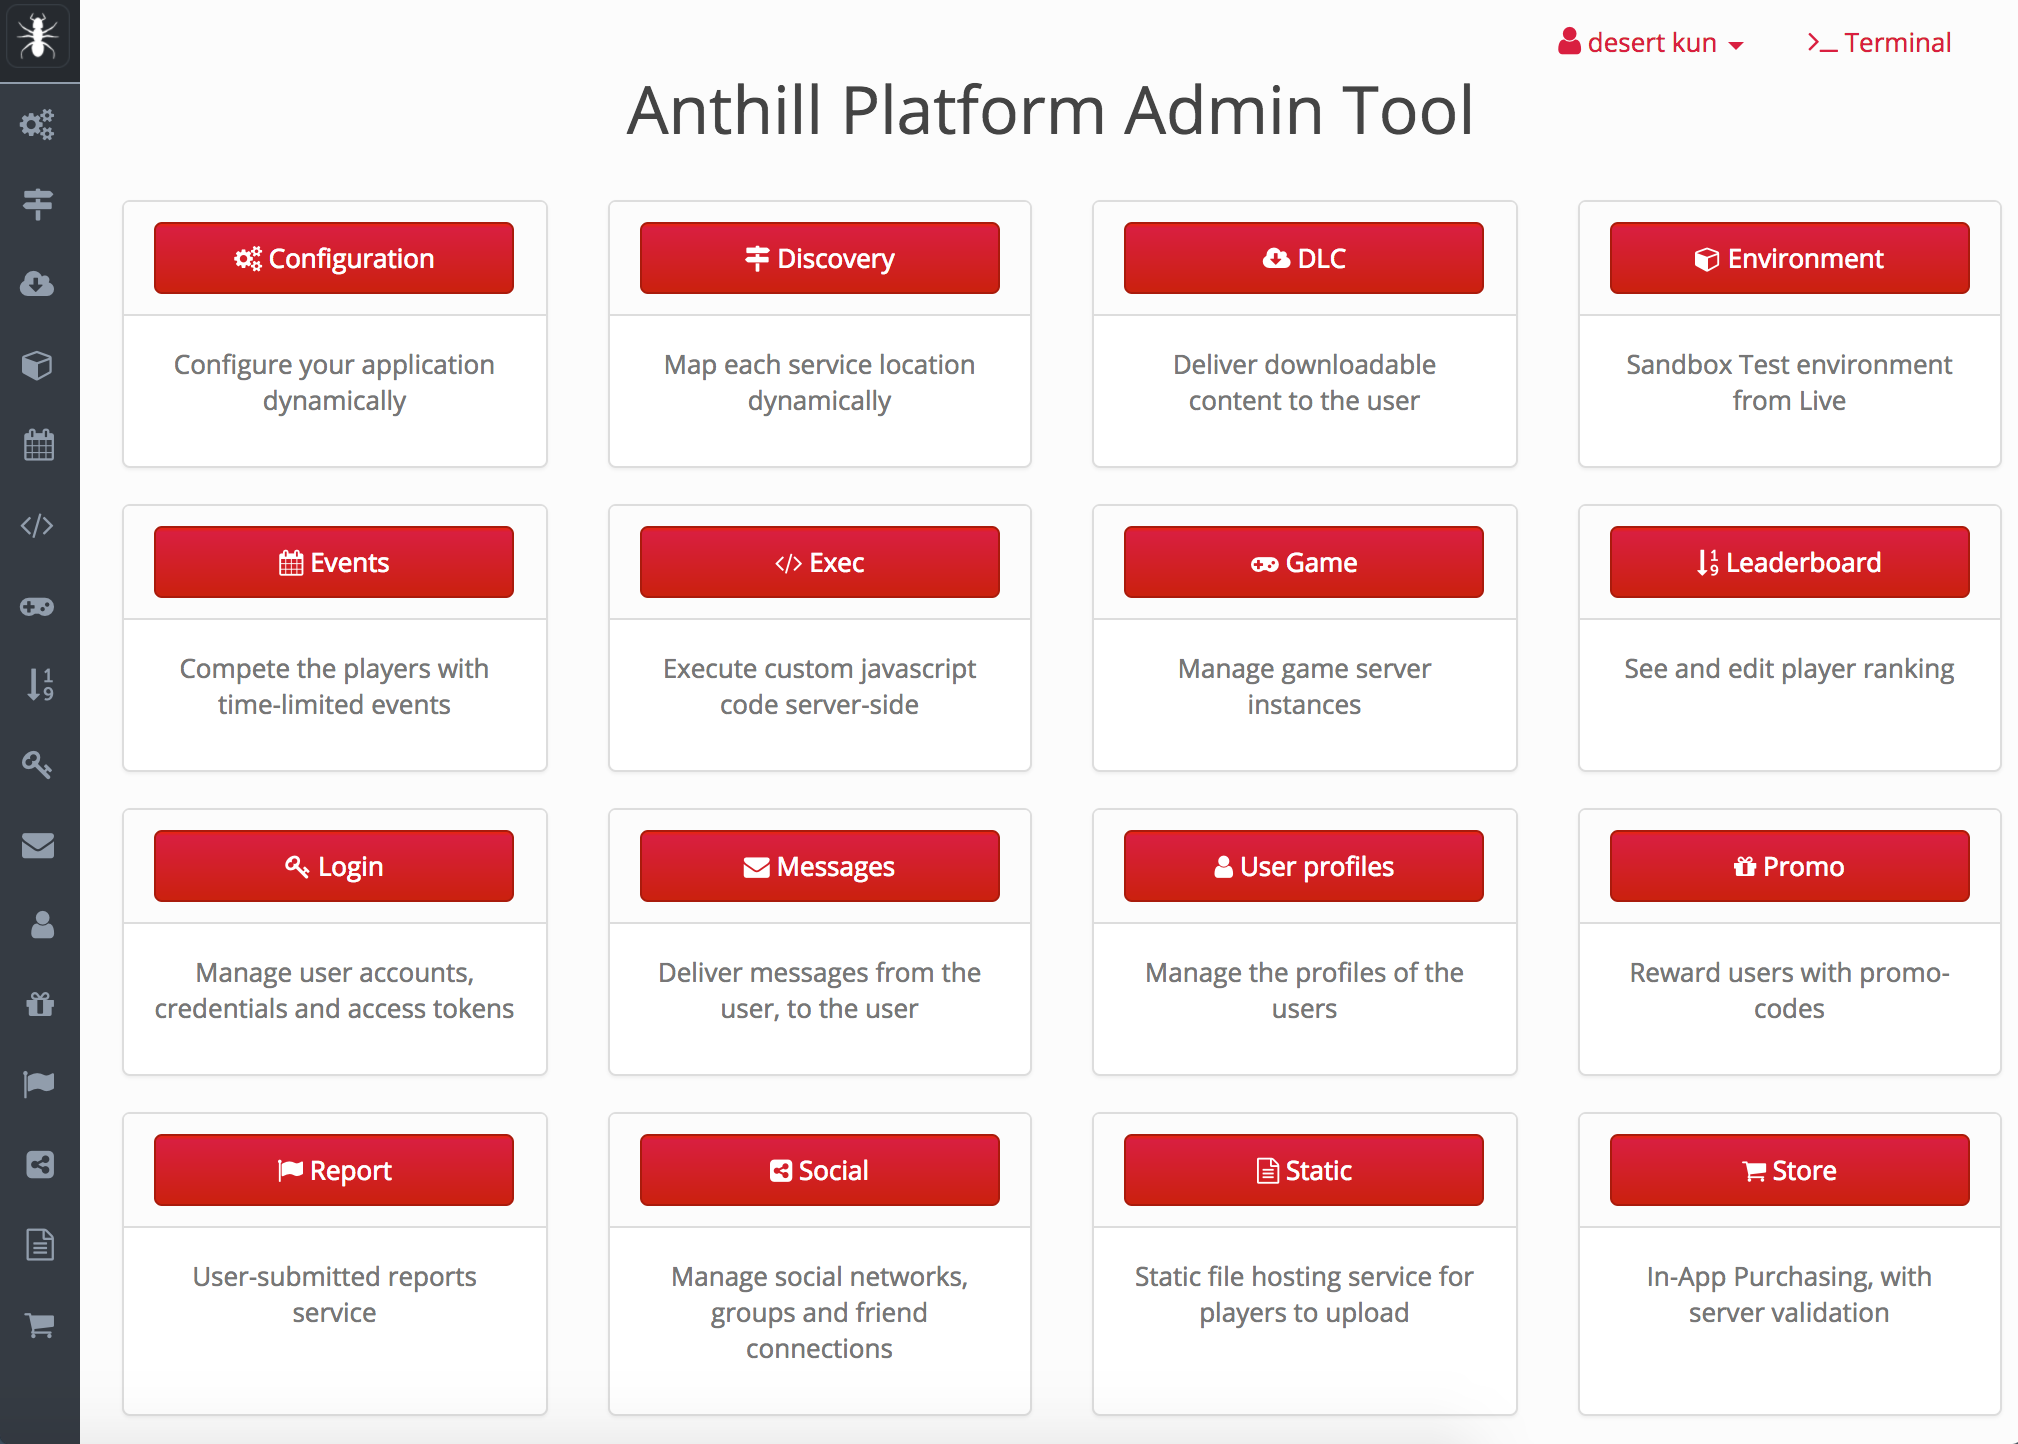 desert kun
>_ Terminal
Anthill Platform Admin Tool
Configuration
Discovery
DLC
Environment
Configure your application
dynamically
Map each service location
dynamically
Deliver downloadable
content to the user
Sandbox Test environment
from Live
Events
</> Exec
Game
Leaderboard
Compete the players with
time-limited events
Execute custom javascript
code server-side
Manage game server
instances
See and edit player ranking
Login
Messages
User profiles
Promo
Manage user accounts,
credentials and access tokens
Deliver messages from the
user, to the user
Manage the profiles of the
users
Reward users with promo-
codes
Report
Social
Static
Store
User-submitted reports
service
Manage social networks,
groups and friend
connections
Static file hosting service for
players to upload
In-App Purchasing, with
server validation